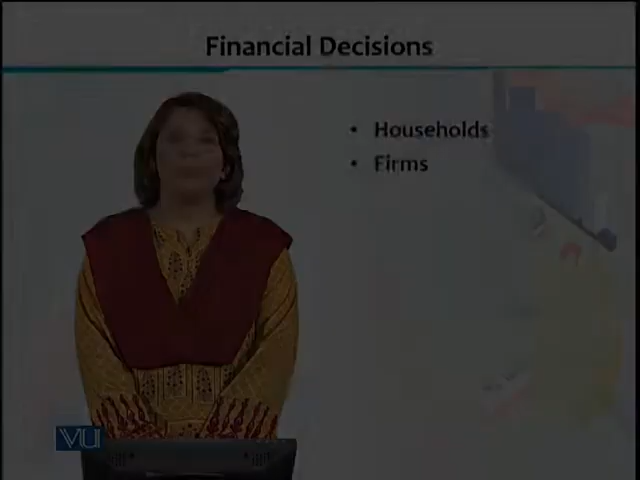 Financial Decisions
• Households
• Firms
VU